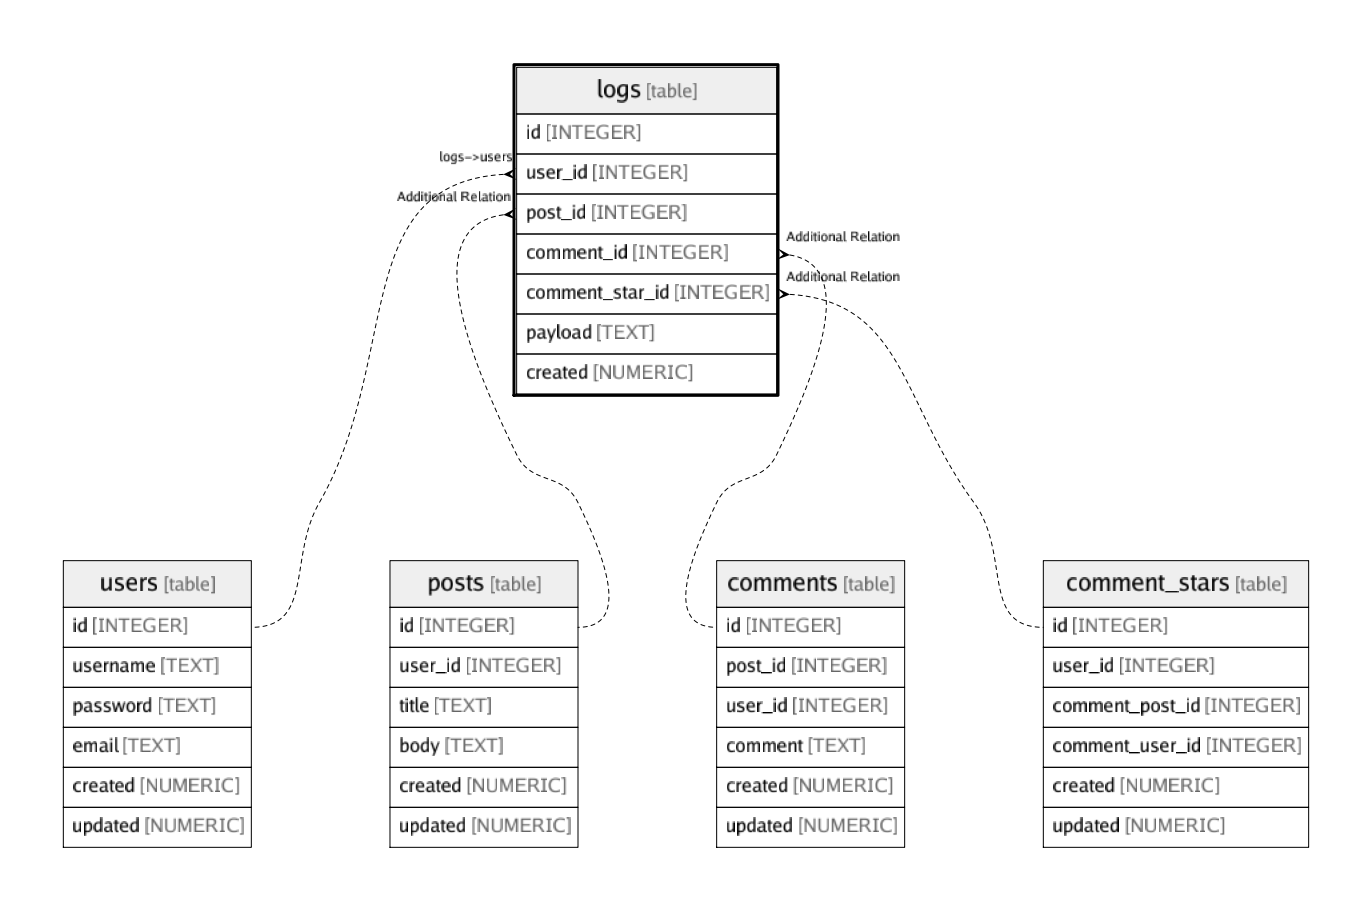 logs [table]
id [INTEGER]
logs->users
user_id [INTEGER]
Additional Relation
post_id [INTEGER]
Additional Relation
comment_id [INTEGER]
Additional Relation
comment_star_id [INTEGER]
payload [TEXT]
created [NUMERIC]
users [table]
id [INTEGER]
username [TEXT]
password [TEXT]
email [TEXT]
created [NUMERIC]
updated [NUMERIC]
posts [table]
id [INTEGER]
user_id [INTEGER]
title [TEXT]
body [TEXT]
created [NUMERIC]
updated [NUMERIC]
comments [table]
id [INTEGER]
post_id [INTEGER]
user_id [INTEGER]
comment [TEXT]
created [NUMERIC]
updated [NUMERIC]
comment_stars [table]
id [INTEGER]
user_id [INTEGER]
comment_post_id [INTEGER]
comment_user_id [INTEGER]
created [NUMERIC]
updated [NUMERIC]